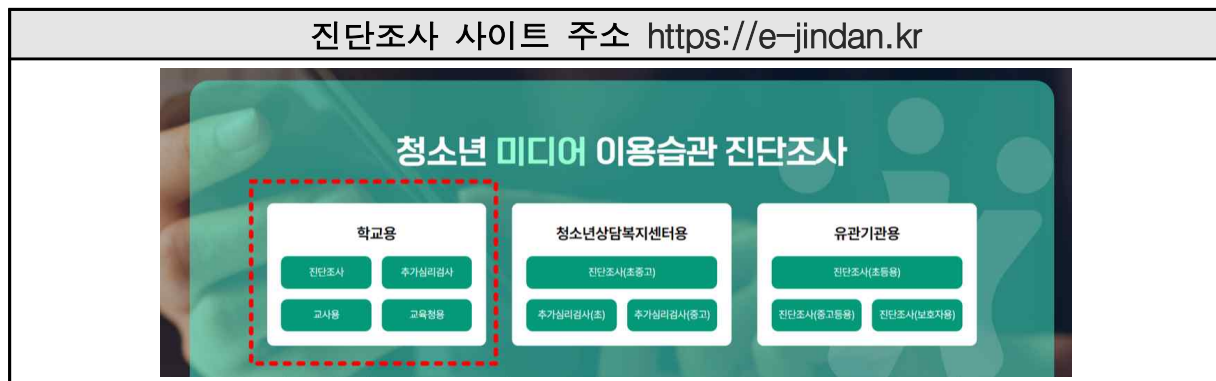 진단조사 사이트 주소 https://e-jindan.kr
청소년 미디어 이용습관 진단조사
학교용
진단조사 추가심리검사
교사용 교육청용
청소년상담복지센터용
진단조사(초중고)
추가심리검사(초) 추가심리검사(중고)
유관기관용
진단조사(초등용)
진단조사(중고등용) 진단조사(보호자용)